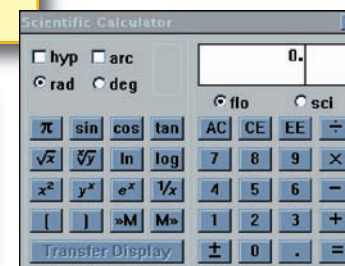 Scientific Calculator
hyp arc
0.
rad deg
flo sci
π sin cos tan AC CE EE ÷
√x ∛y ln log 7 8 9 ×
x² yˣ eˣ 1/x 4 5 6 −
( ) »M M» 1 2 3 +
Transfer Display ± 0 . =